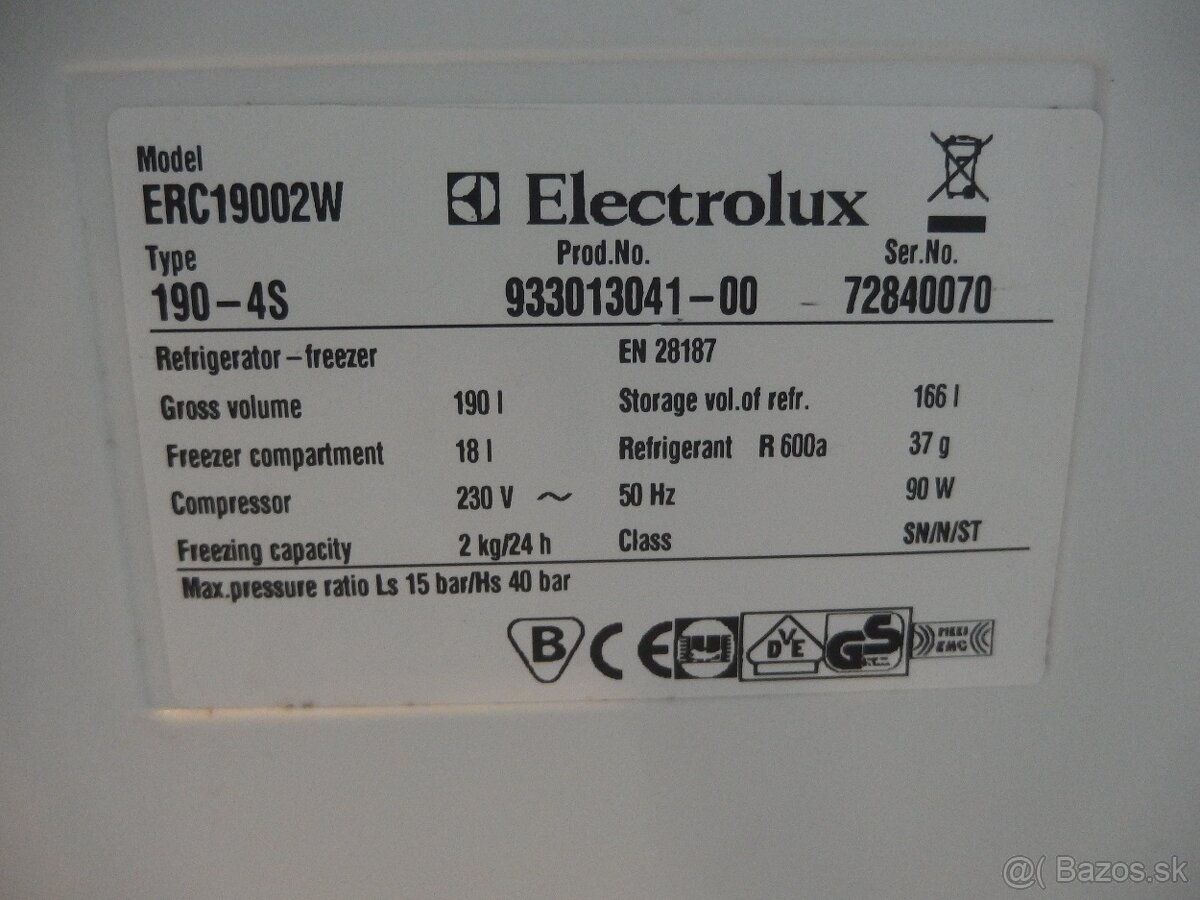 Model
ERC19002W
Electrolux
Type
Prod.No.
Ser.No.
190-4S
933013041-00
72840070
Refrigerator-freezer
EN 28187
Gross volume 190 l Storage vol.of refr. 166 l
Freezer compartment 18 l Refrigerant R 600a 37 g
Compressor 230 V ~ 50 Hz 90 W
Freezing capacity 2 kg/24 h Class SN/N/ST
Max.pressure ratio Ls 15 bar/Hs 40 bar
B CE DVE GS
EMC
@( Bazos.sk